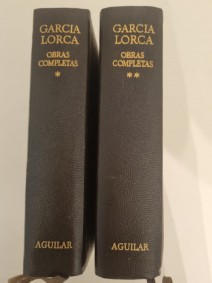 GARCIA
LORCA
OBRAS
COMPLETAS
*
AGUILAR
GARCIA
LORCA
OBRAS
COMPLETAS
**
AGUILAR